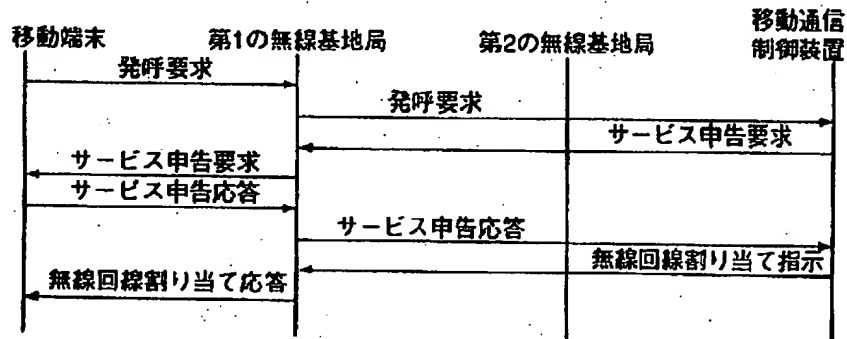 移動端末
第1の無線基地局
第2の無線基地局
移動通信
制御装置
発呼要求
発呼要求
サービス申告要求
サービス申告要求
サービス申告応答
サービス申告応答
無線回線割り当て指示
無線回線割り当て応答